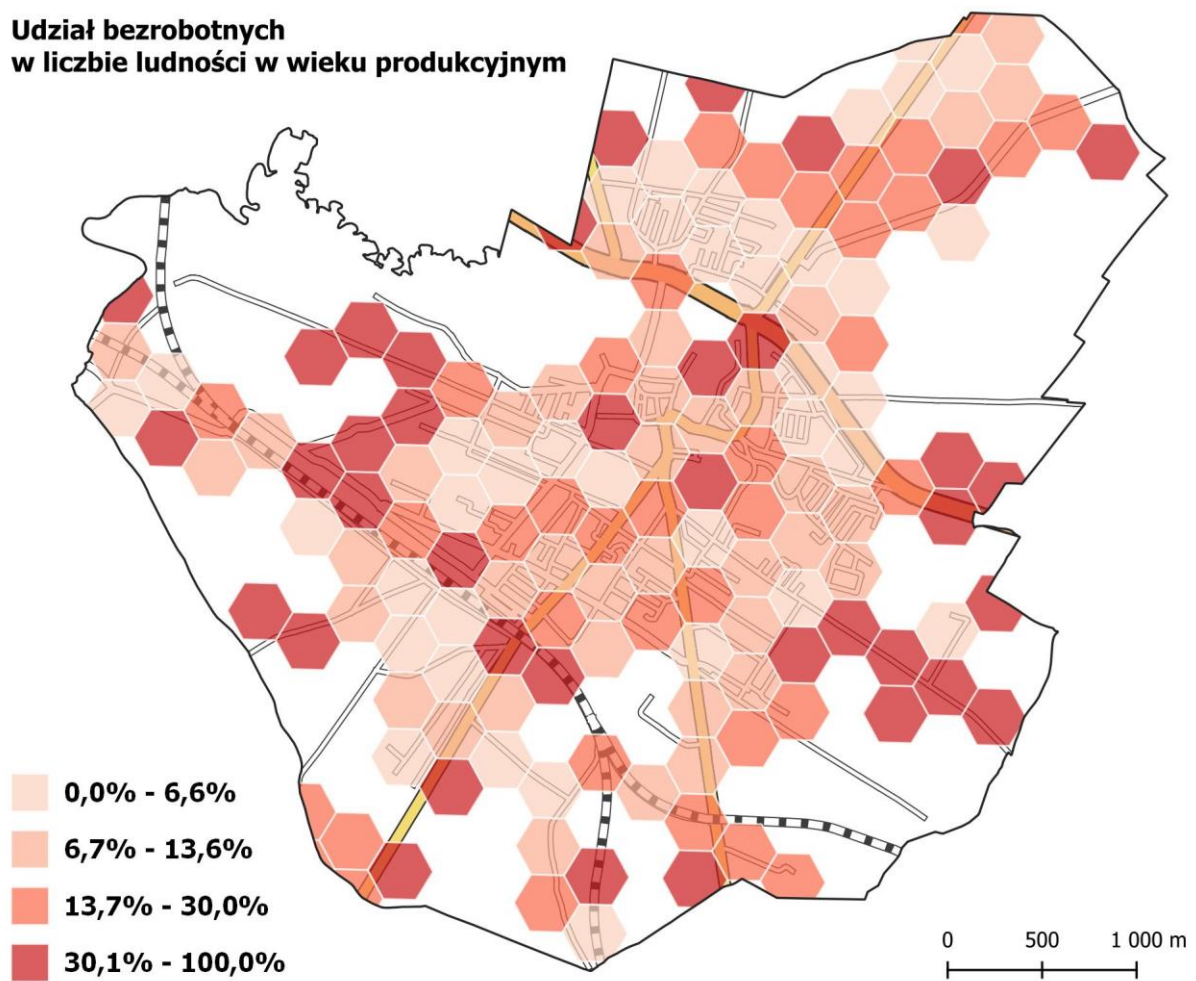 Udział bezrobotnych
w liczbie ludności w wieku produkcyjnym
0,0% - 6,6%
6,7% - 13,6%
13,7% - 30,0%
30,1% - 100,0%
0 500 1 000 m